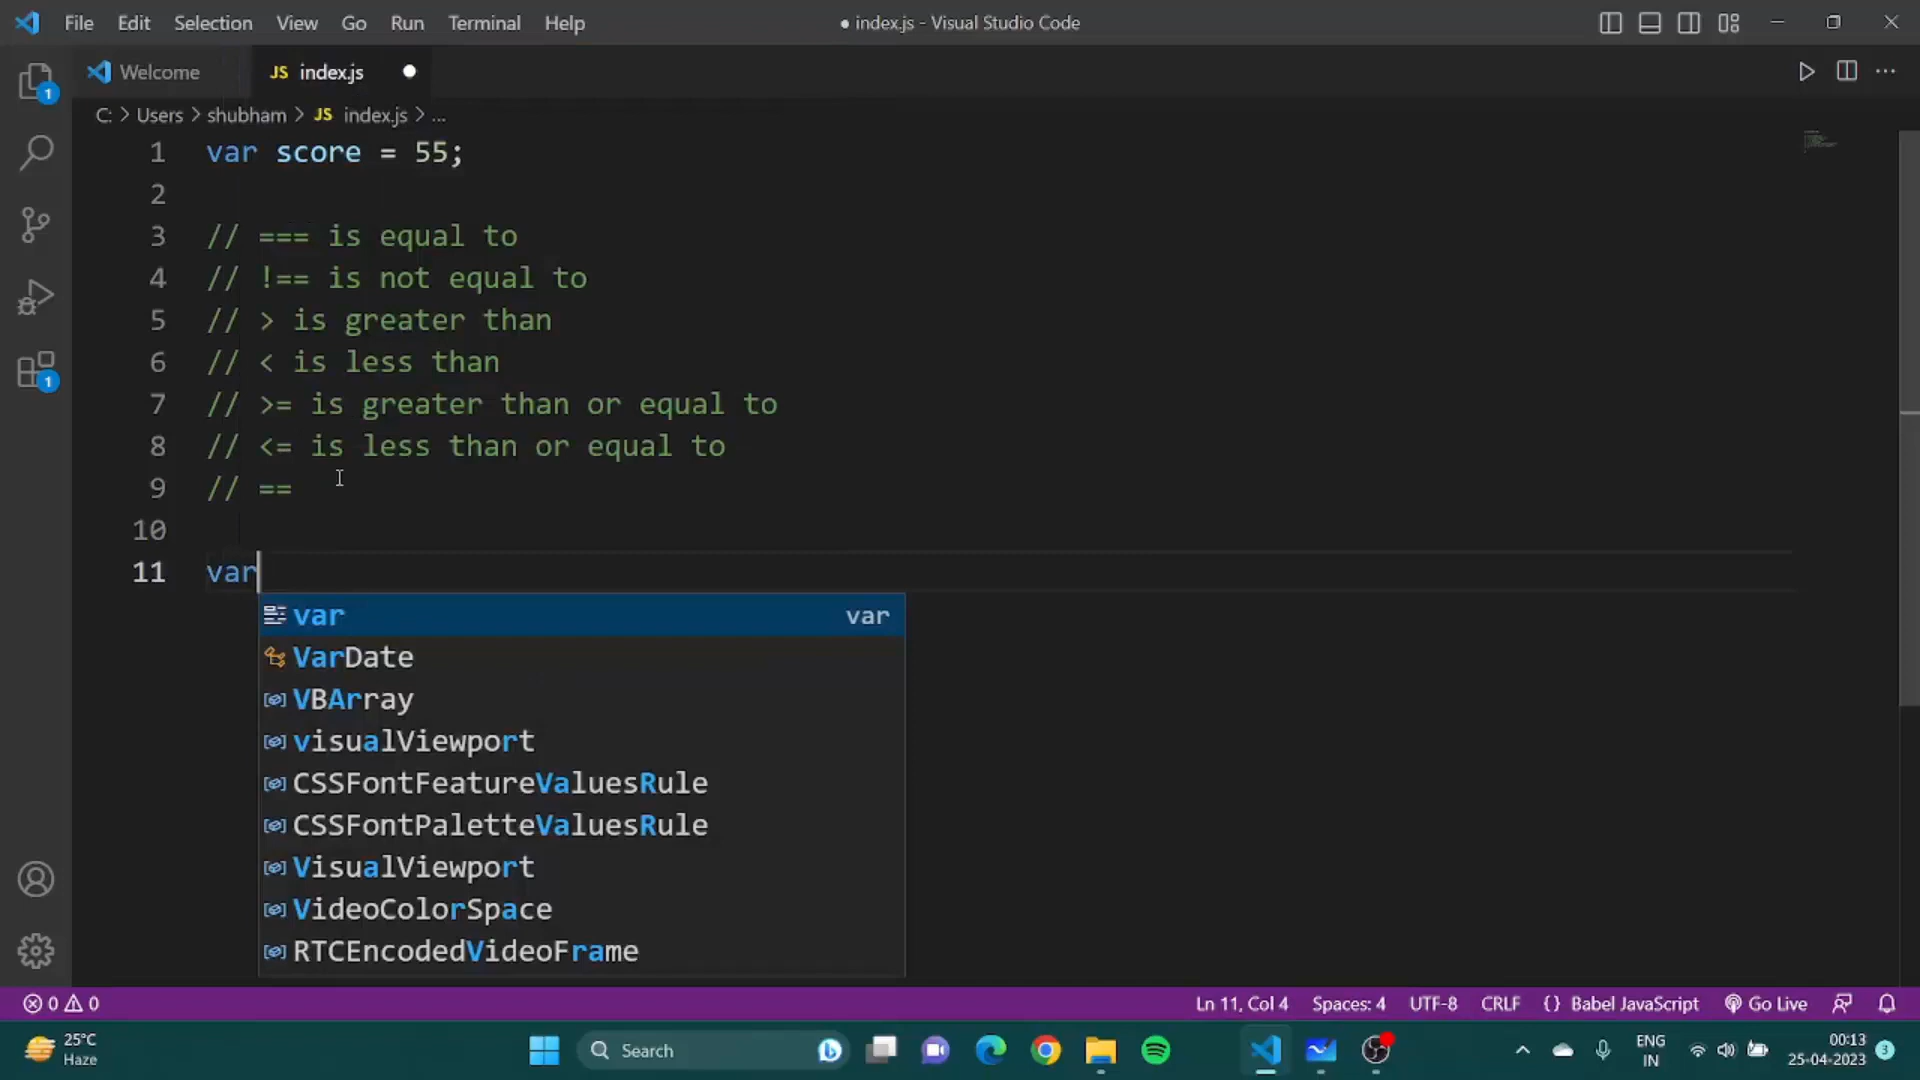 File Edit Selection View Go Run Terminal Help
● index.js - Visual Studio Code
Welcome
JS index.js
C: > Users > shubham > JS index.js > ...
1 var score = 55;
2
3 // === is equal to
4 // !== is not equal to
5 // > is greater than
6 // < is less than
7 // >= is greater than or equal to
8 // <= is less than or equal to
9 // ==
10
11 var
var var
VarDate
VBArray
visualViewport
CSSFontFeatureValuesRule
CSSFontPaletteValuesRule
VisualViewport
VideoColorSpace
RTCEncodedVideoFrame
1
1
0 0 Ln 11, Col 4 Spaces: 4 UTF-8 CRLF {} Babel JavaScript Go Live
25°C
Haze
Search
ENG
IN
00:13
25-04-2023
3